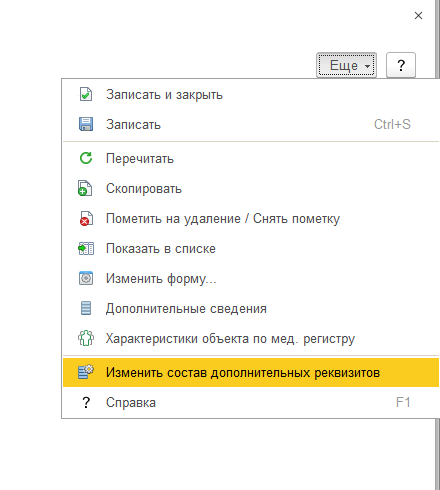 Еще
?
Записать и закрыть
Записать Ctrl+S
Перечитать
Скопировать
Пометить на удаление / Снять пометку
Показать в списке
Изменить форму...
Дополнительные сведения
Характеристики объекта по мед. регистру
Изменить состав дополнительных реквизитов
? Справка F1